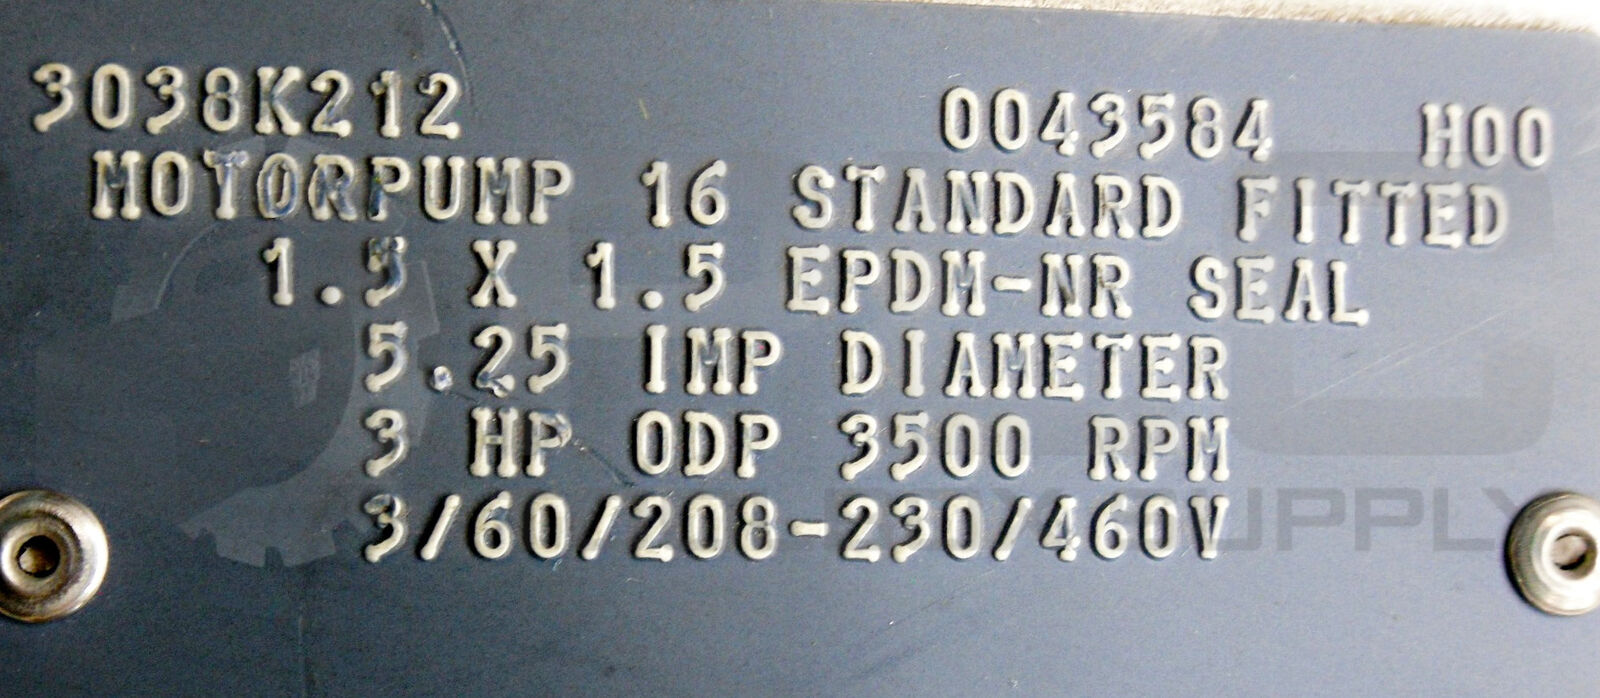 3038K212 0043584 H00
MOTORPUMP 16 STANDARD FITTED
1.5 X 1.5 EPDM-NR SEAL
5.25 IMP DIAMETER
3 HP ODP 3500 RPM
3/60/208-230/460V
SUPPLY